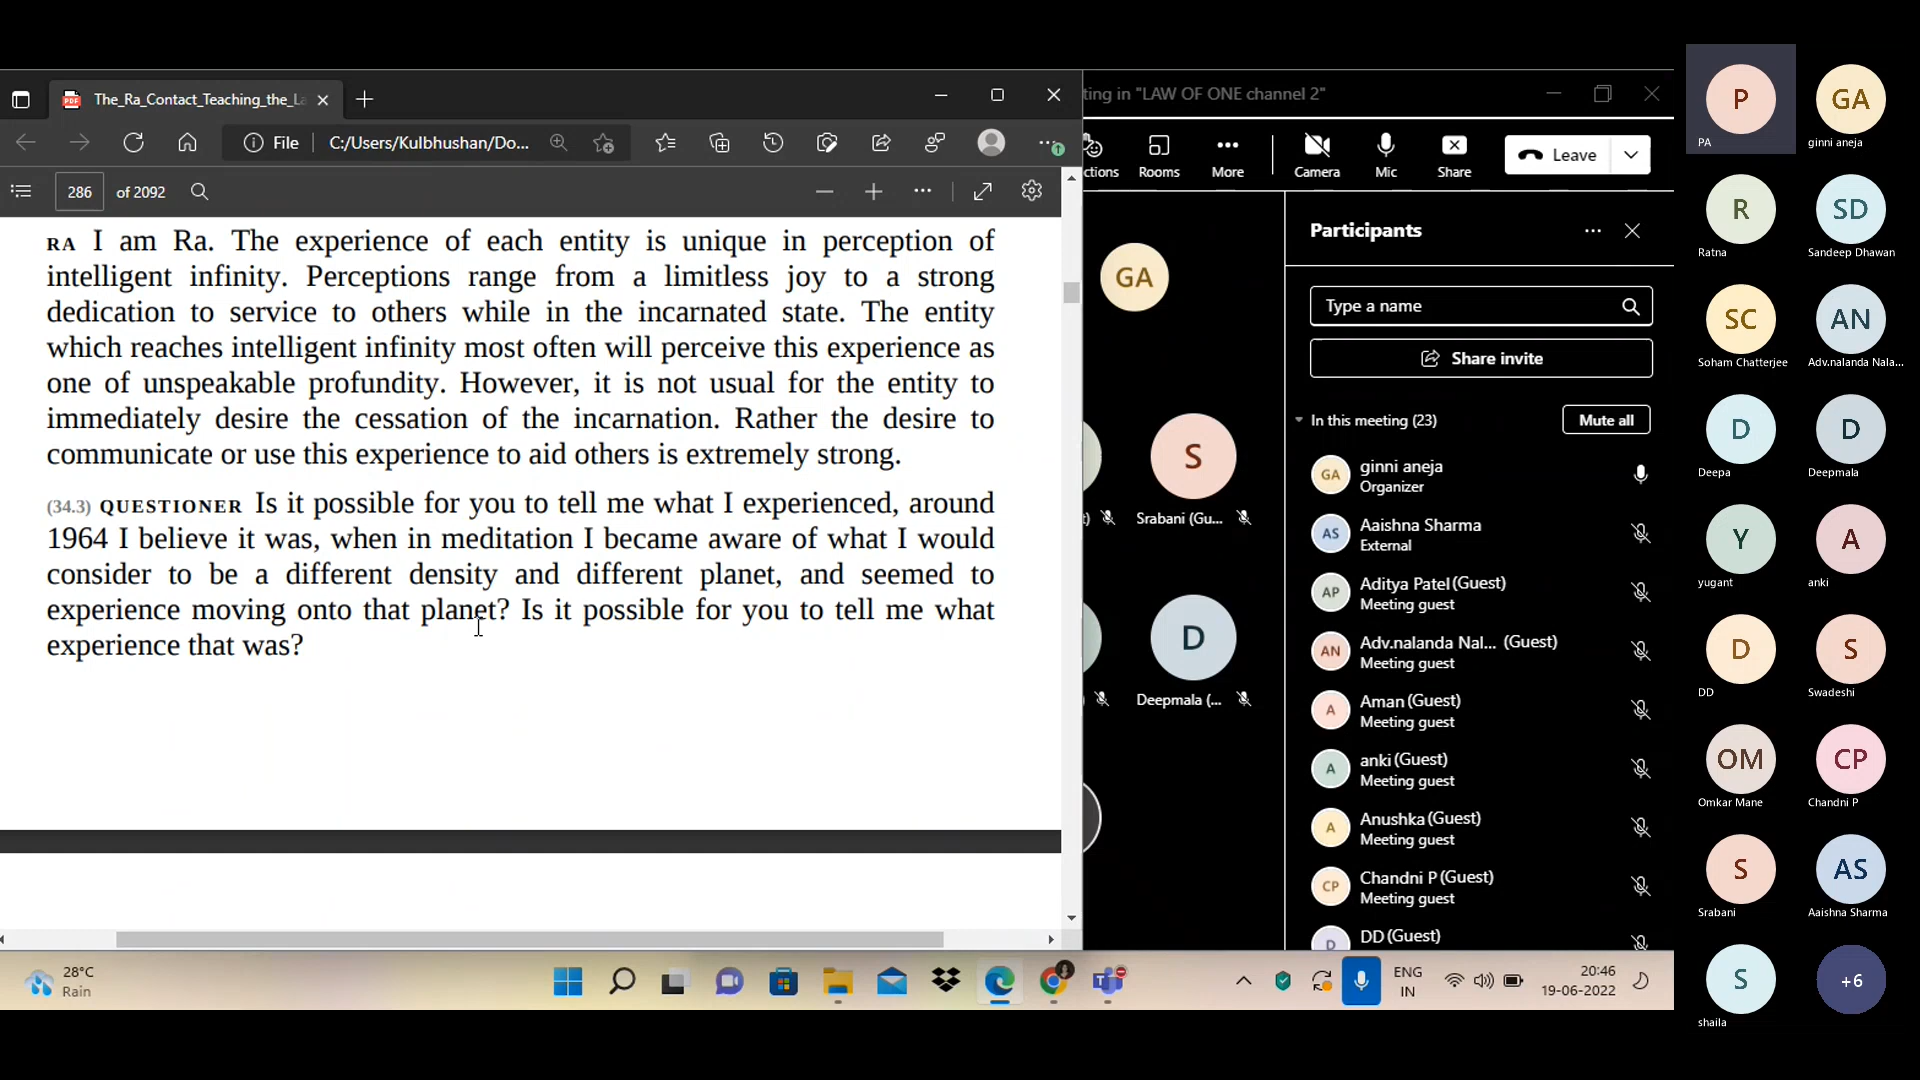 The_Ra_Contact_Teaching_the_La
File
C:/Users/Kulbhushan/Do...
286
of 2092
RA I am Ra. The experience of each entity is unique in perception of
intelligent infinity. Perceptions range from a limitless joy to a strong
dedication to service to others while in the incarnated state. The entity
which reaches intelligent infinity most often will perceive this experience as
one of unspeakable profundity. However, it is not usual for the entity to
immediately desire the cessation of the incarnation. Rather the desire to
communicate or use this experience to aid others is extremely strong.
(34.3) QUESTIONER Is it possible for you to tell me what I experienced, around
1964 I believe it was, when in meditation I became aware of what I would
consider to be a different density and different planet, and seemed to
experience moving onto that planet? Is it possible for you to tell me what
experience that was?
ting in "LAW OF ONE channel 2"
ctions
Rooms
More
Camera
Mic
Share
Leave
GA
S
Srabani (Gu...
D
Deepmala (...
Participants
Type a name
Share invite
In this meeting (23)
Mute all
GA
ginni aneja
Organizer
AS
Aaishna Sharma
External
AP
Aditya Patel (Guest)
Meeting guest
AN
Adv.nalanda Nal... (Guest)
Meeting guest
A
Aman (Guest)
Meeting guest
A
anki (Guest)
Meeting guest
A
Anushka (Guest)
Meeting guest
CP
Chandni P (Guest)
Meeting guest
D
DD (Guest)
28°C
Rain
ENG
IN
20:46
19-06-2022
P
PA
GA
ginni aneja
R
Ratna
SD
Sandeep Dhawan
SC
Soham Chatterjee
AN
Adv.nalanda Nala...
D
Deepa
D
Deepmala
Y
yugant
A
anki
D
DD
S
Swadeshi
OM
Omkar Mane
CP
Chandni P
S
Srabani
AS
Aaishna Sharma
S
shaila
+6